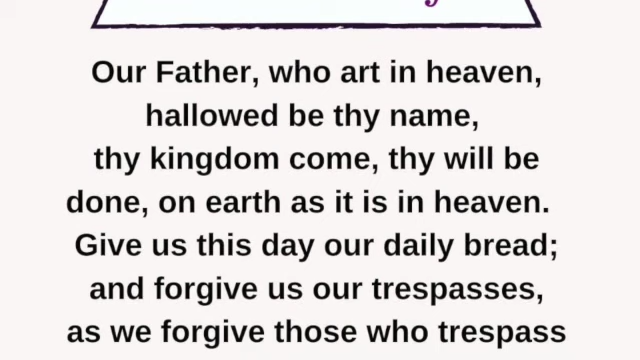 Our Father, who art in heaven,
hallowed be thy name,
thy kingdom come, thy will be
done, on earth as it is in heaven.
Give us this day our daily bread;
and forgive us our trespasses,
as we forgive those who trespass